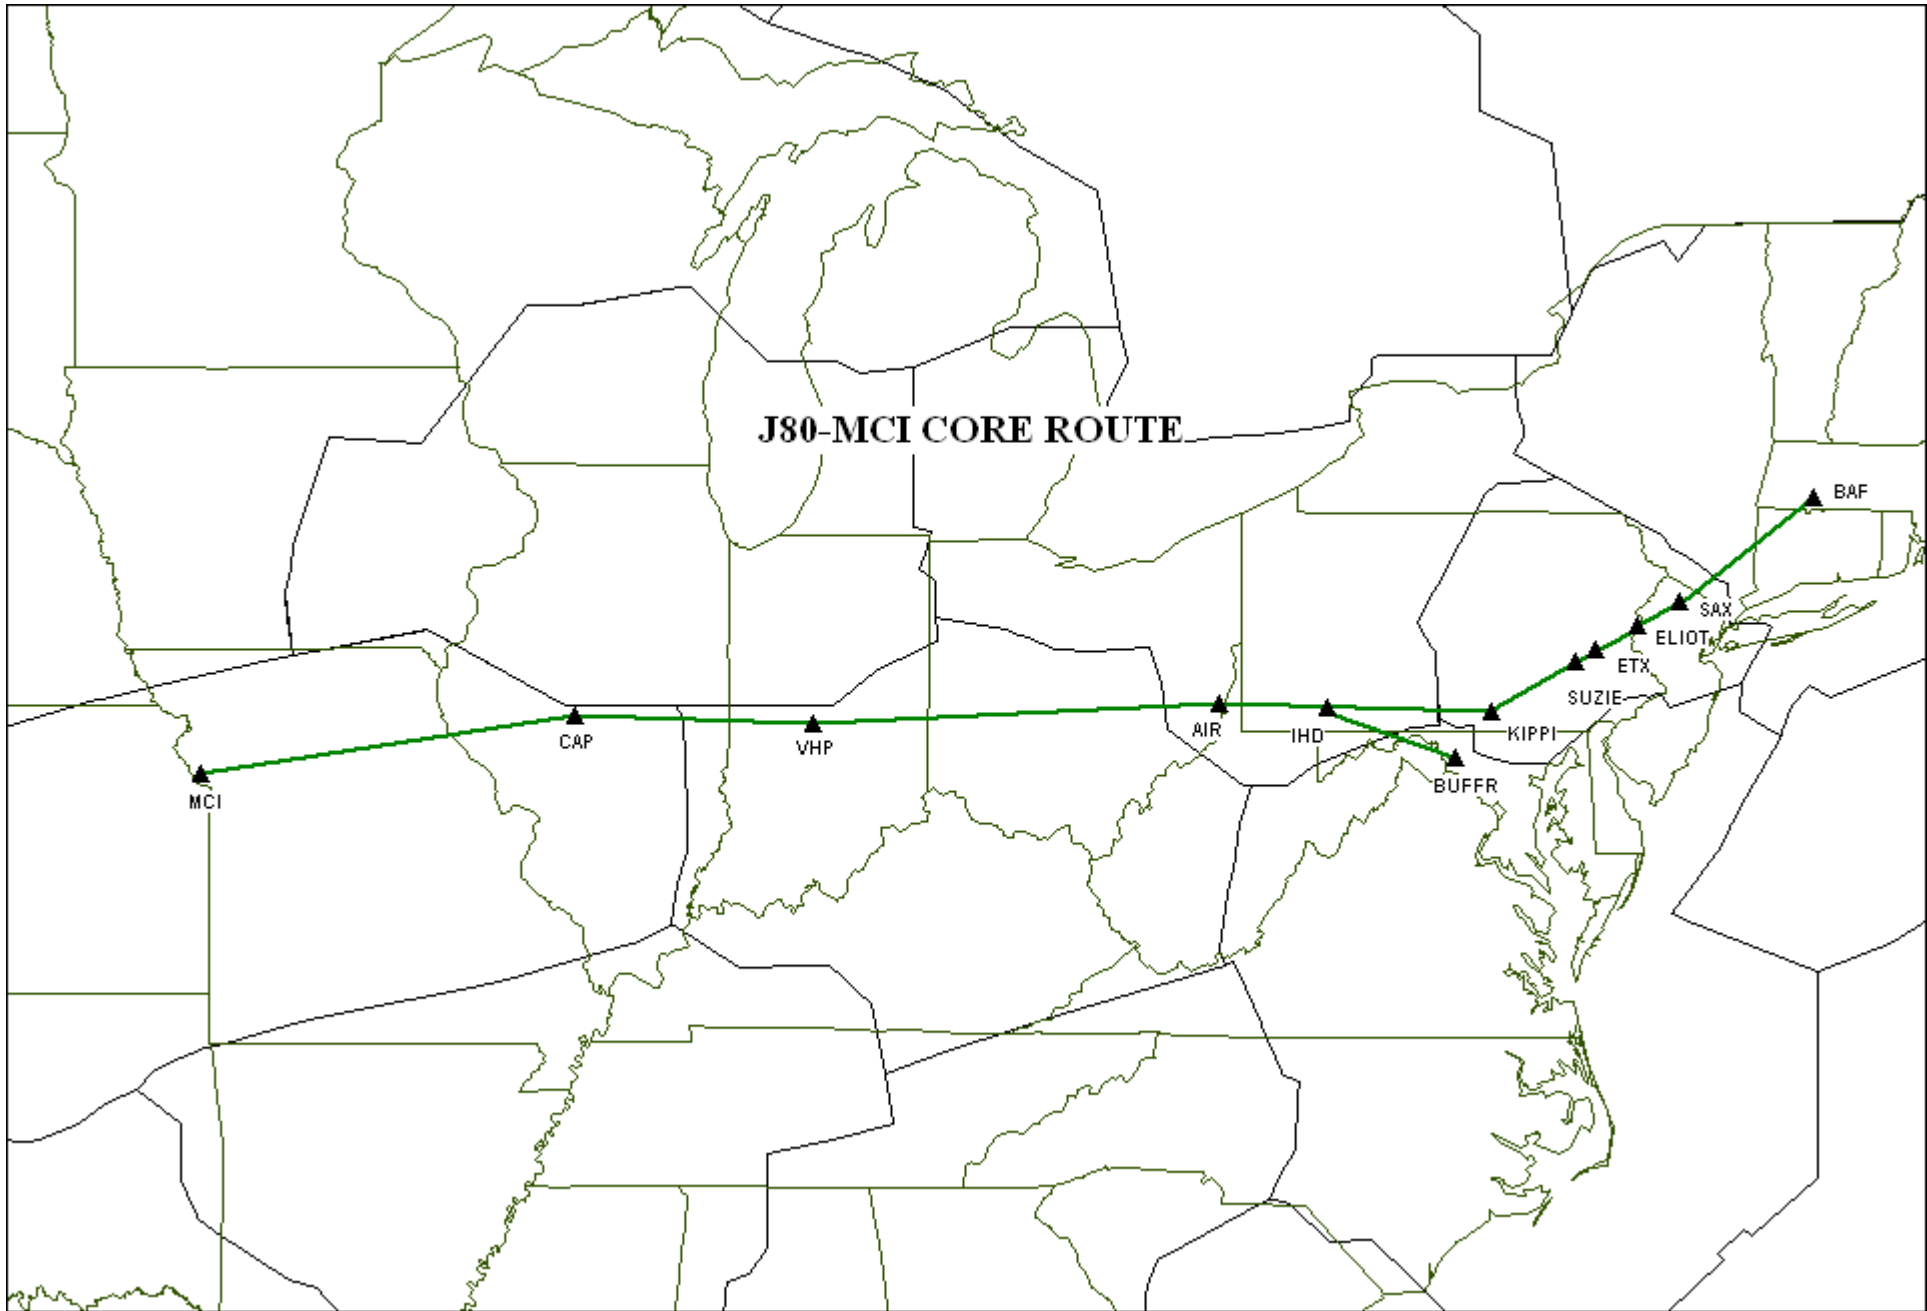 J80-MCI CORE ROUTE
BAF
SAX
ELIOT
ETX
SUZIE
KIPPI
IHD
AIR
VHP
CAP
BUFFR
MCI